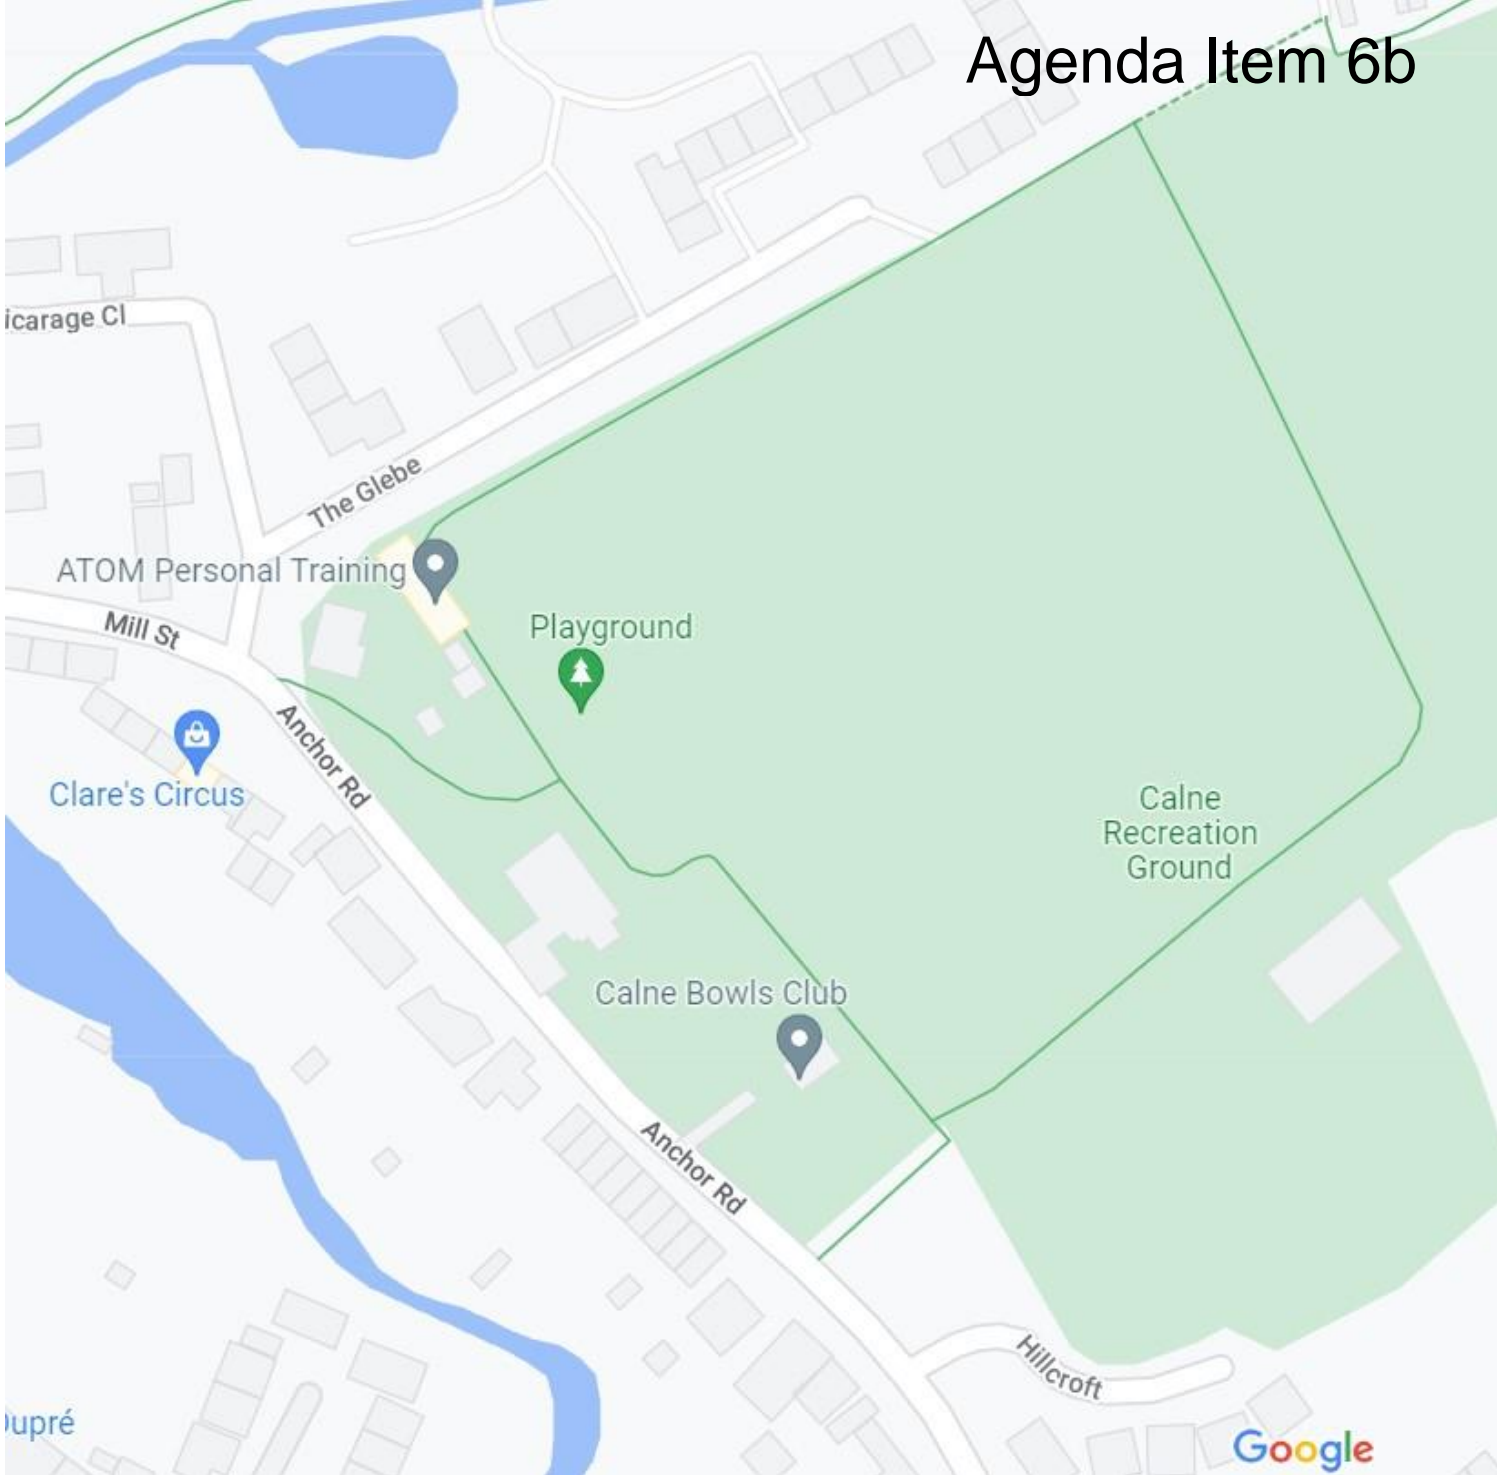 Agenda Item 6b
icarage Cl
The Glebe
ATOM Personal Training
Mill St
Playground
Anchor Rd
Clare's Circus
Calne
Recreation
Ground
Calne Bowls Club
Anchor Rd
Hillcroft
upré
Google